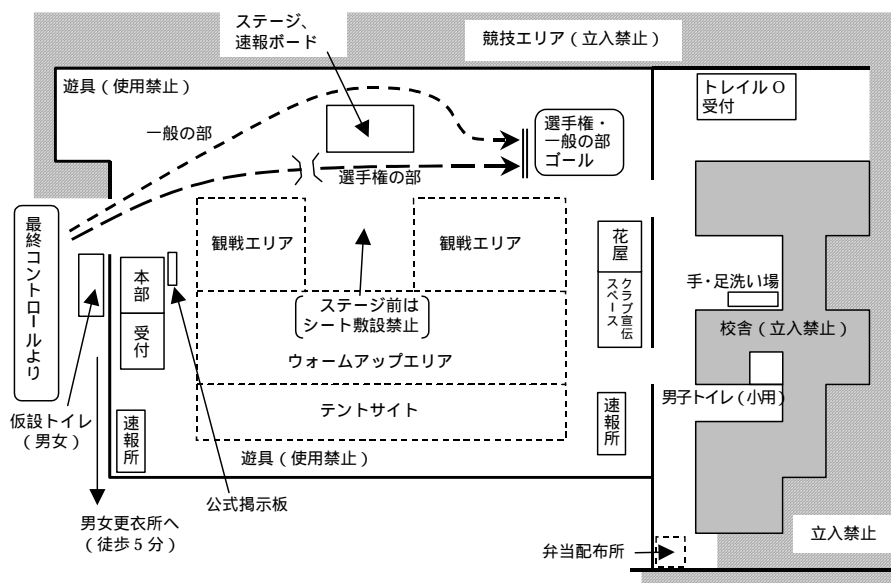 ステージ、
速報ボード
競技エリア（立入禁止）
遊具（使用禁止）
トレイルO
受付
一般の部
選手権・
一般の部
ゴール
選手権の部
最終コントロールより
観戦エリア
観戦エリア
花屋
本部
クラブ宣伝
スペース
手・足洗い場
ステージ前は
シート敷設禁止
受付
校舎（立入禁止）
ウォームアップエリア
男子トイレ（小用）
テントサイト
仮設トイレ
（男女）
速報所
速報所
遊具（使用禁止）
公式掲示板
男女更衣所へ
（徒歩5分）
立入禁止
弁当配布所